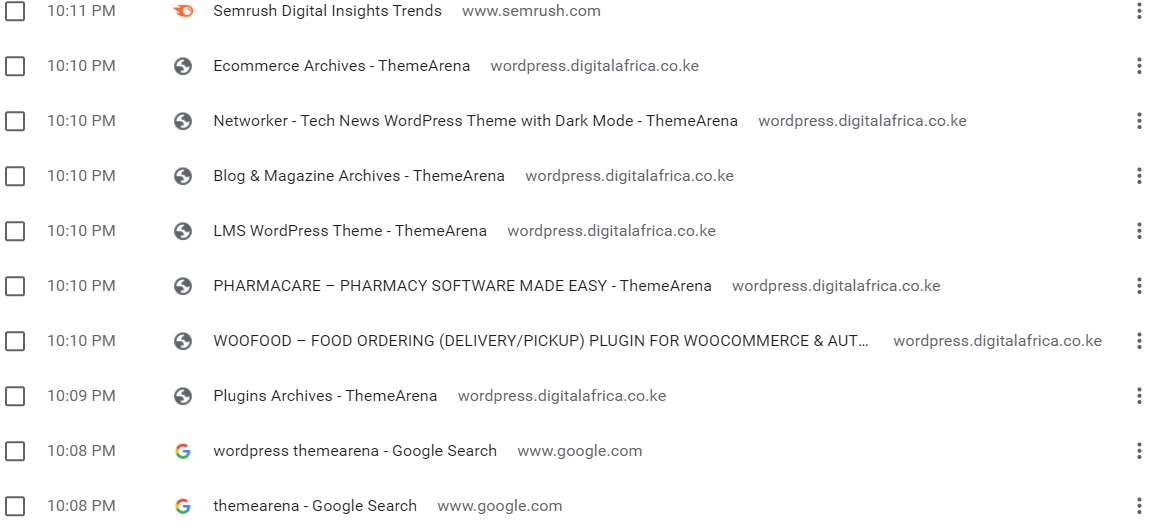 10:11 PM Semrush Digital Insights Trends www.semrush.com
10:10 PM Ecommerce Archives - ThemeArena wordpress.digitalafrica.co.ke
10:10 PM Networker - Tech News WordPress Theme with Dark Mode - ThemeArena wordpress.digitalafrica.co.ke
10:10 PM Blog & Magazine Archives - ThemeArena wordpress.digitalafrica.co.ke
10:10 PM LMS WordPress Theme - ThemeArena wordpress.digitalafrica.co.ke
10:10 PM PHARMACARE – PHARMACY SOFTWARE MADE EASY - ThemeArena wordpress.digitalafrica.co.ke
10:10 PM WOOFOOD – FOOD ORDERING (DELIVERY/PICKUP) PLUGIN FOR WOOCOMMERCE & AUT... wordpress.digitalafrica.co.ke
10:09 PM Plugins Archives - ThemeArena wordpress.digitalafrica.co.ke
10:08 PM wordpress themearena - Google Search www.google.com
10:08 PM themearena - Google Search www.google.com